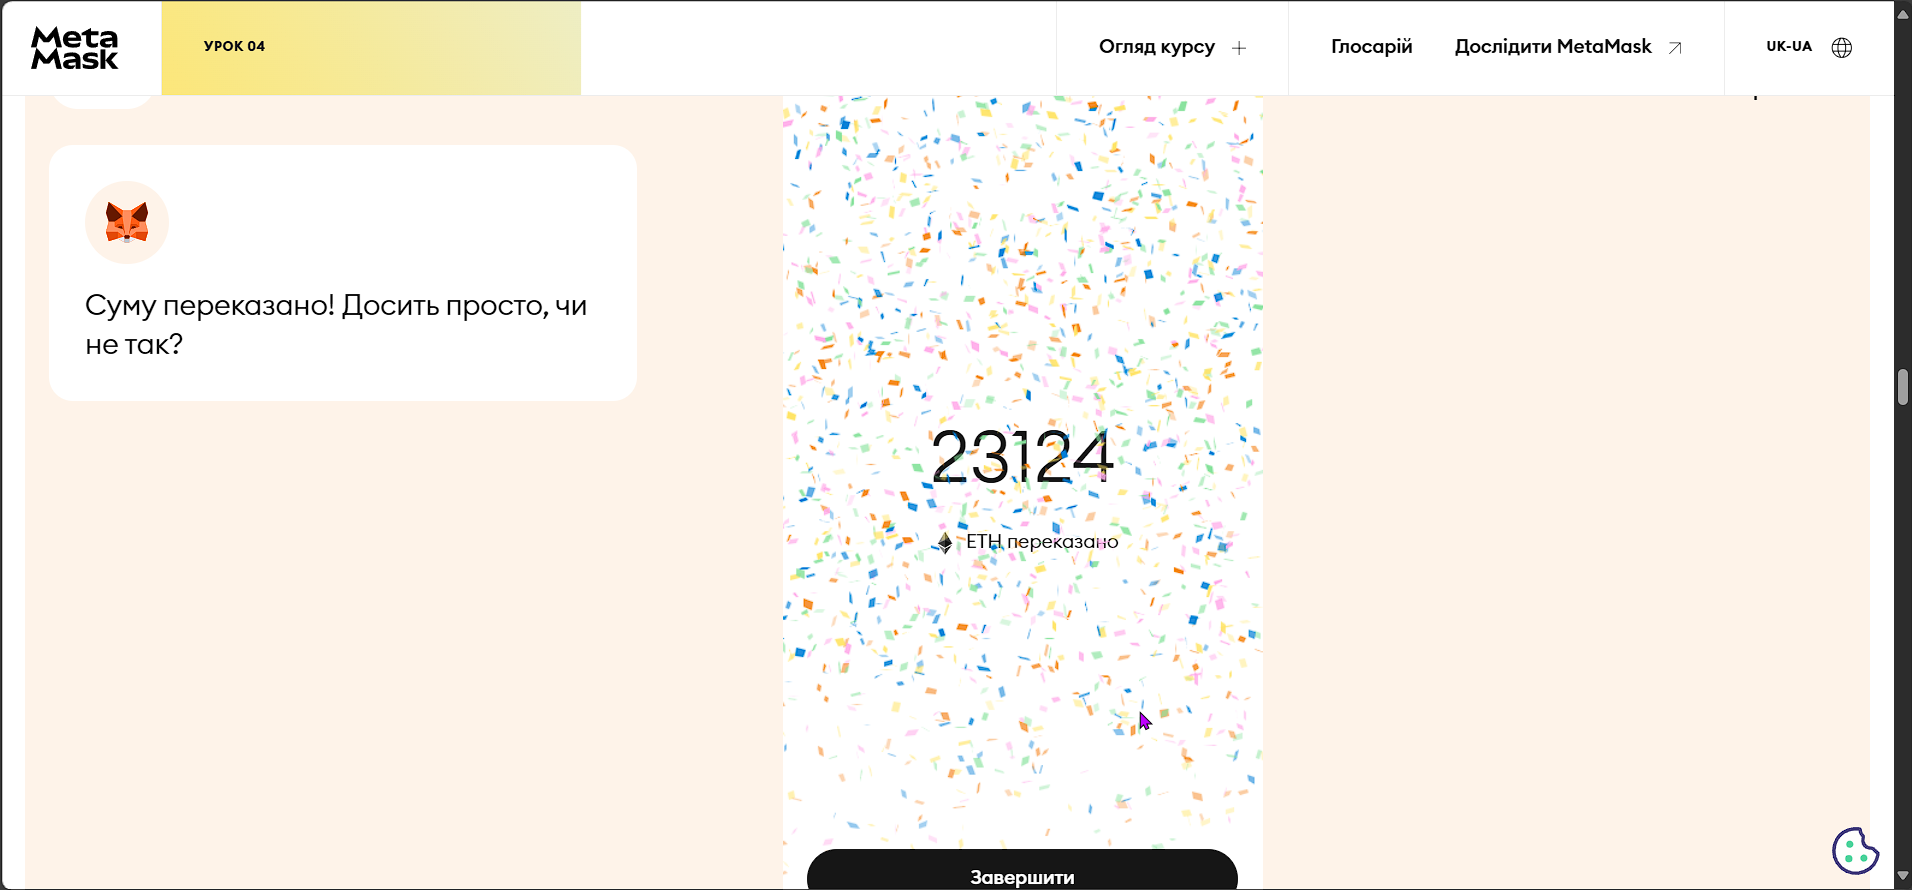 Meta
Mask
УРОК 04
Огляд курсу
Глосарій
Дослідити MetaMask
UK-UA
Суму переказано! Досить просто, чи
не так?
23124
ETH переказано
Завершити